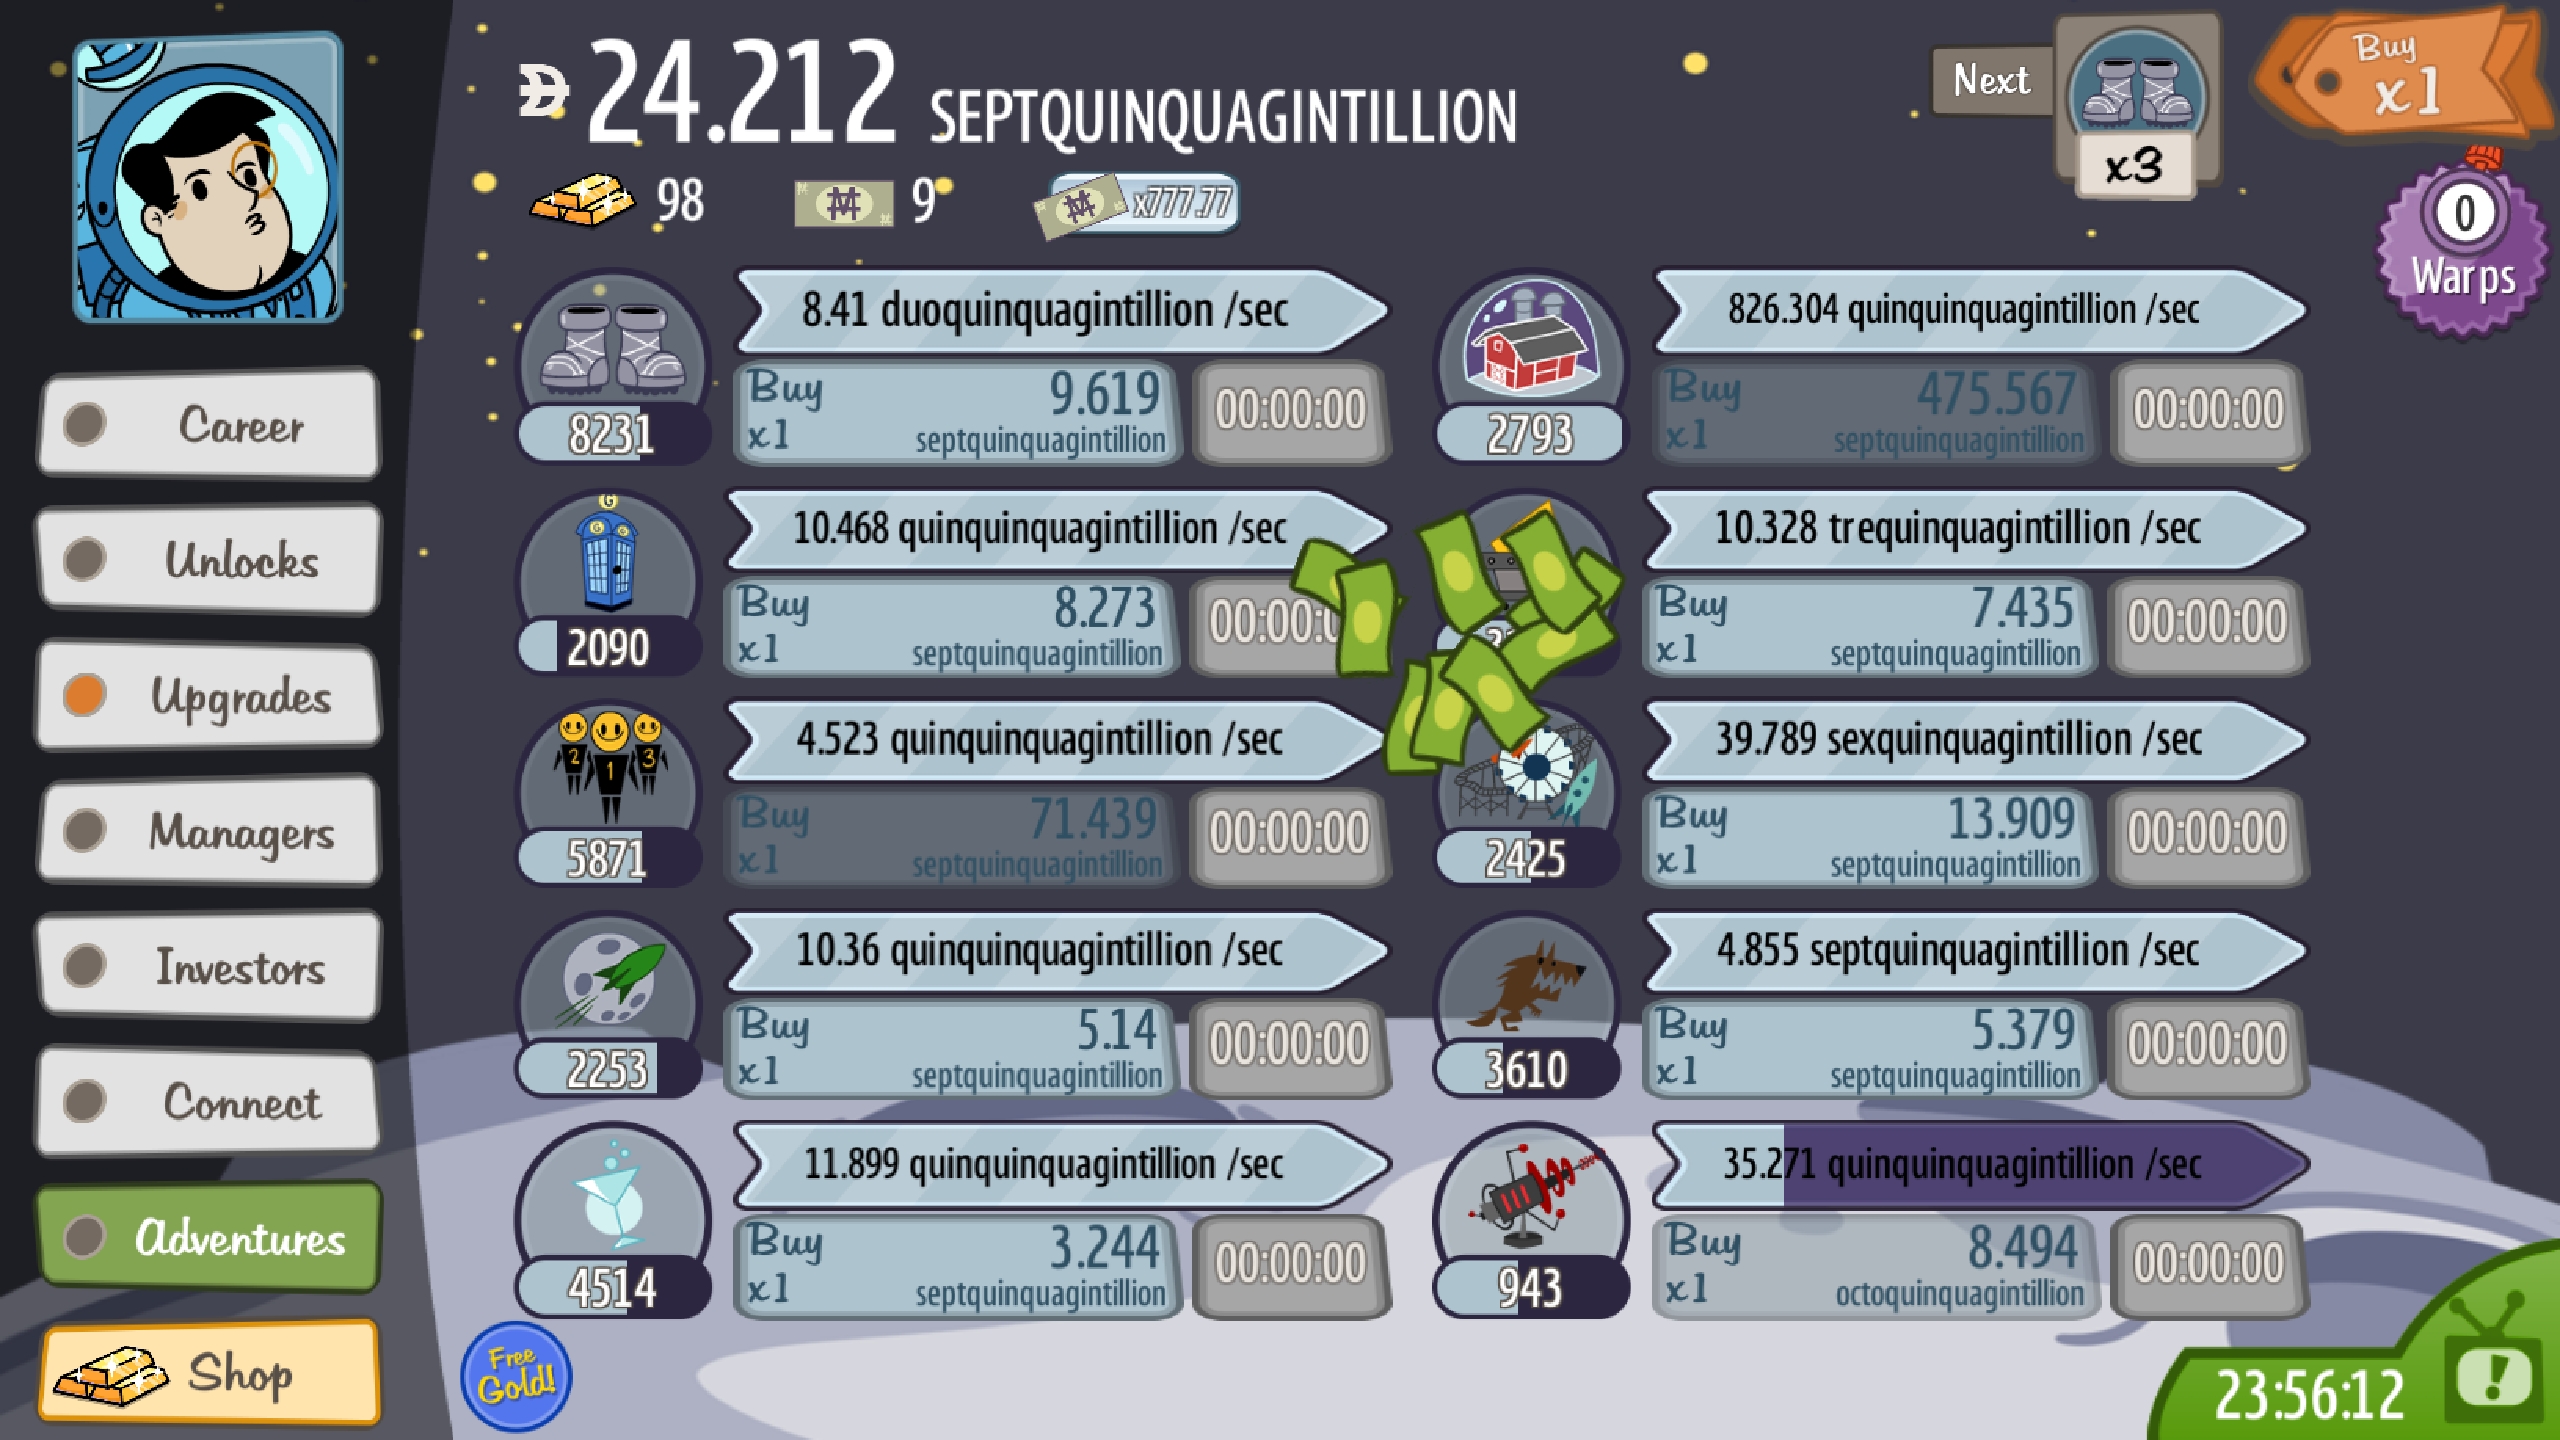 24.212 SEPTQUINQUAGINTILLION
98
9
x777.77
Next
x3
Buy
x1
0
Warps
Career
Unlocks
Upgrades
Managers
Investors
Connect
Adventures
Shop
8.41 duoquinquagintillion /sec
8231
Buy
x1
9.619
septquinquagintillion
00:00:00
826.304 quinquinquagintillion /sec
2793
Buy
x1
475.567
septquinquagintillion
00:00:00
10.468 quinquinquagintillion /sec
G
G G
2090
Buy
x1
8.273
septquinquagintillion
10.328 trequinquagintillion /sec
Buy
x1
7.435
septquinquagintillion
00:00:00
4.523 quinquinquagintillion /sec
2 1 3
5871
Buy
x1
71.439
septquinquagintillion
00:00:00
39.789 sexquinquagintillion /sec
2425
Buy
x1
13.909
septquinquagintillion
00:00:00
10.36 quinquinquagintillion /sec
2253
Buy
x1
5.14
septquinquagintillion
00:00:00
4.855 septquinquagintillion /sec
3610
Buy
x1
5.379
septquinquagintillion
00:00:00
11.899 quinquinquagintillion /sec
4514
Buy
x1
3.244
septquinquagintillion
00:00:00
35.271 quinquinquagintillion /sec
943
Buy
x1
8.494
octoquinquagintillion
00:00:00
Free
Gold!
23:56:12
!